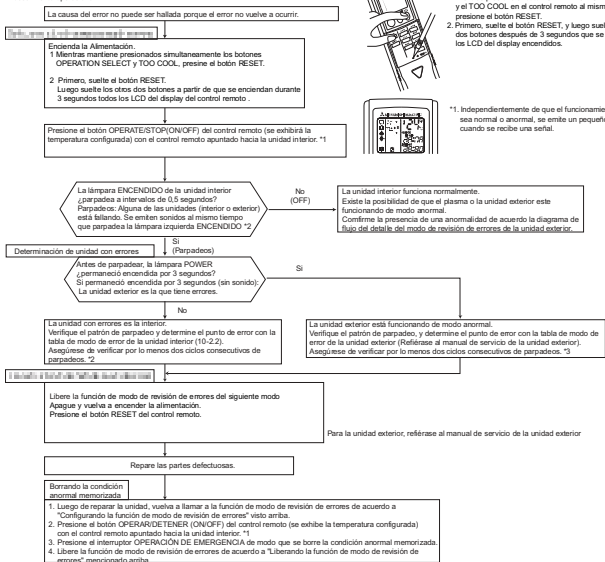 La causa del error no puede ser hallada porque el error no vuelve a ocurrir.
y el TOO COOL en el control remoto al mism
presione el botón RESET.
2. Primero, suelte el botón RESET, y luego suel
dos botones después de 3 segundos que se
los LCD del display encendidos.
Encienda la Alimentación.
1 Mientras mantiene presionados simultaneamente los botones
OPERATION SELECT y TOO COOL, presine el botón RESET.
2 Primero, suelte el botón RESET.
Luego suelte los otros dos botones a partir de que se enciendan durante
3 segundos todos los LCD del display del control remoto .
*1. Independientemente de que el funcionamie
sea normal o anormal, se emite un pequeño
cuando se recibe una señal.
Presione el botón OPERATE/STOP(ON/OFF) del control remoto (se exhibirá la
temperatura configurada) con el control remoto apuntado hacia la unidad interior. *1
La lámpara ENCENDIDO de la unidad interior
¿parpadea a intervalos de 0,5 segundos?
Parpadeos: Alguna de las unidades (interior o exterior)
está fallando. Se emiten sonidos al mismo tiempo
que parpadea la lámpara izquierda ENCENDIDO *2
No
(OFF)
La unidad interior funciona normalmente.
Existe la posibilidad de que el plasma o la unidad exterior este
funcionando de modo anormal.
Comfirme la presencia de una anormalidad de acuerdo la diagrama de
flujo del detalle del modo de revisión de errores de la unidad exterior.
Si
(Parpadeos)
Determinación de unidad con errores
Antes de parpadear, la lámpara POWER
¿permaneció encendida por 3 segundos?
Si permaneció encendida por 3 segundos (sin sonido):
La unidad exterior es la que tiene errores.
Si
No
La unidad con errores es la interior.
Verifique el patrón de parpadeo y determine el punto de error con la
tabla de modo de error de la unidad interior (10-2.2).
Asegúrese de verificar por lo menos dos ciclos consecutivos de
parpadeos. *2
La unidad exterior está funcionando de modo anormal.
Verifique el patrón de parpadeo, y determine el punto de error con la tabla de modo de
error de la unidad exterior (Refiérase al manual de servicio de la unidad exterior).
Asegúrese de verificar por lo menos dos ciclos consecutivos de parpadeos. *3
Libere la función de modo de revisión de errores del siguiente modo
Apague y vuelva a encender la alimentación.
Presione el botón RESET del control remoto.
Para la unidad exterior, refiérase al manual de servicio de la unidad exterior
Repare las partes defectuosas.
Borrando la condición
anormal memorizada
1. Luego de reparar la unidad, vuelva a llamar a la función de modo de revisión de errores de acuerdo a
"Configurando la función de modo de revisión de errores" visto arriba.
2. Presione el botón OPERAR/DETENER (ON/OFF) del control remoto (se exhibe la temperatura configurada)
con el control remoto apuntado hacia la unidad interior. *1
3. Presione el interruptor OPERACIÓN DE EMERGENCIA de modo que se borre la condición anormal memorizada.
4. Libere la función de modo de revisión de errores de acuerdo a "Liberando la función de modo de revisión de
errores" mencionado arriba.